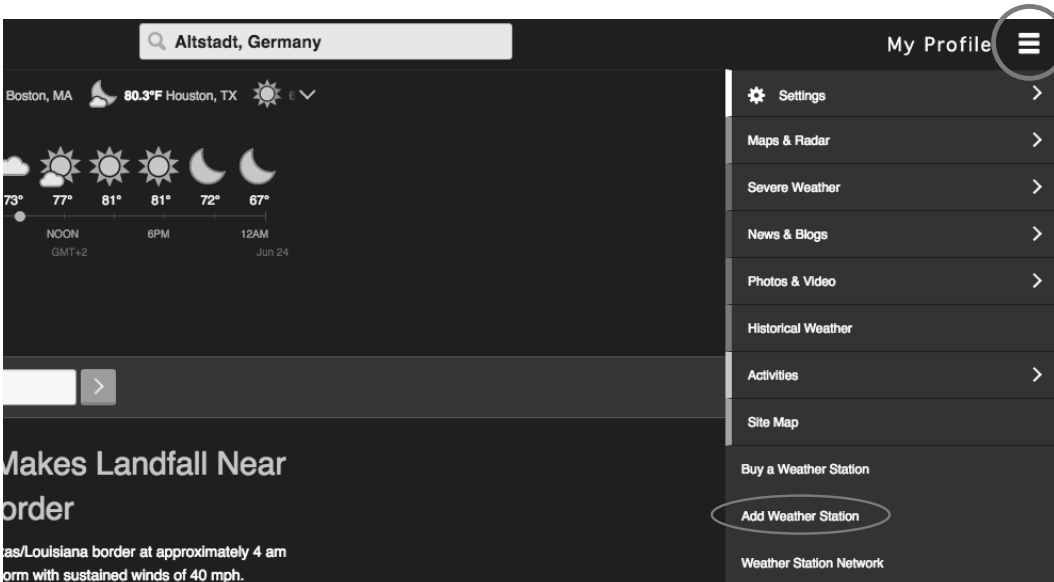 Altstadt, Germany
My Profile
Boston, MA 80.3°F Houston, TX
73° 77° 81° 81° 72° 67°
NOON 6PM 12AM
GMT+2 Jun 24
Settings
Maps & Radar
Severe Weather
News & Blogs
Photos & Video
Historical Weather
Activities
Site Map
Buy a Weather Station
Add Weather Station
Weather Station Network
Makes Landfall Near
order
as/Louisiana border at approximately 4 am
orm with sustained winds of 40 mph.